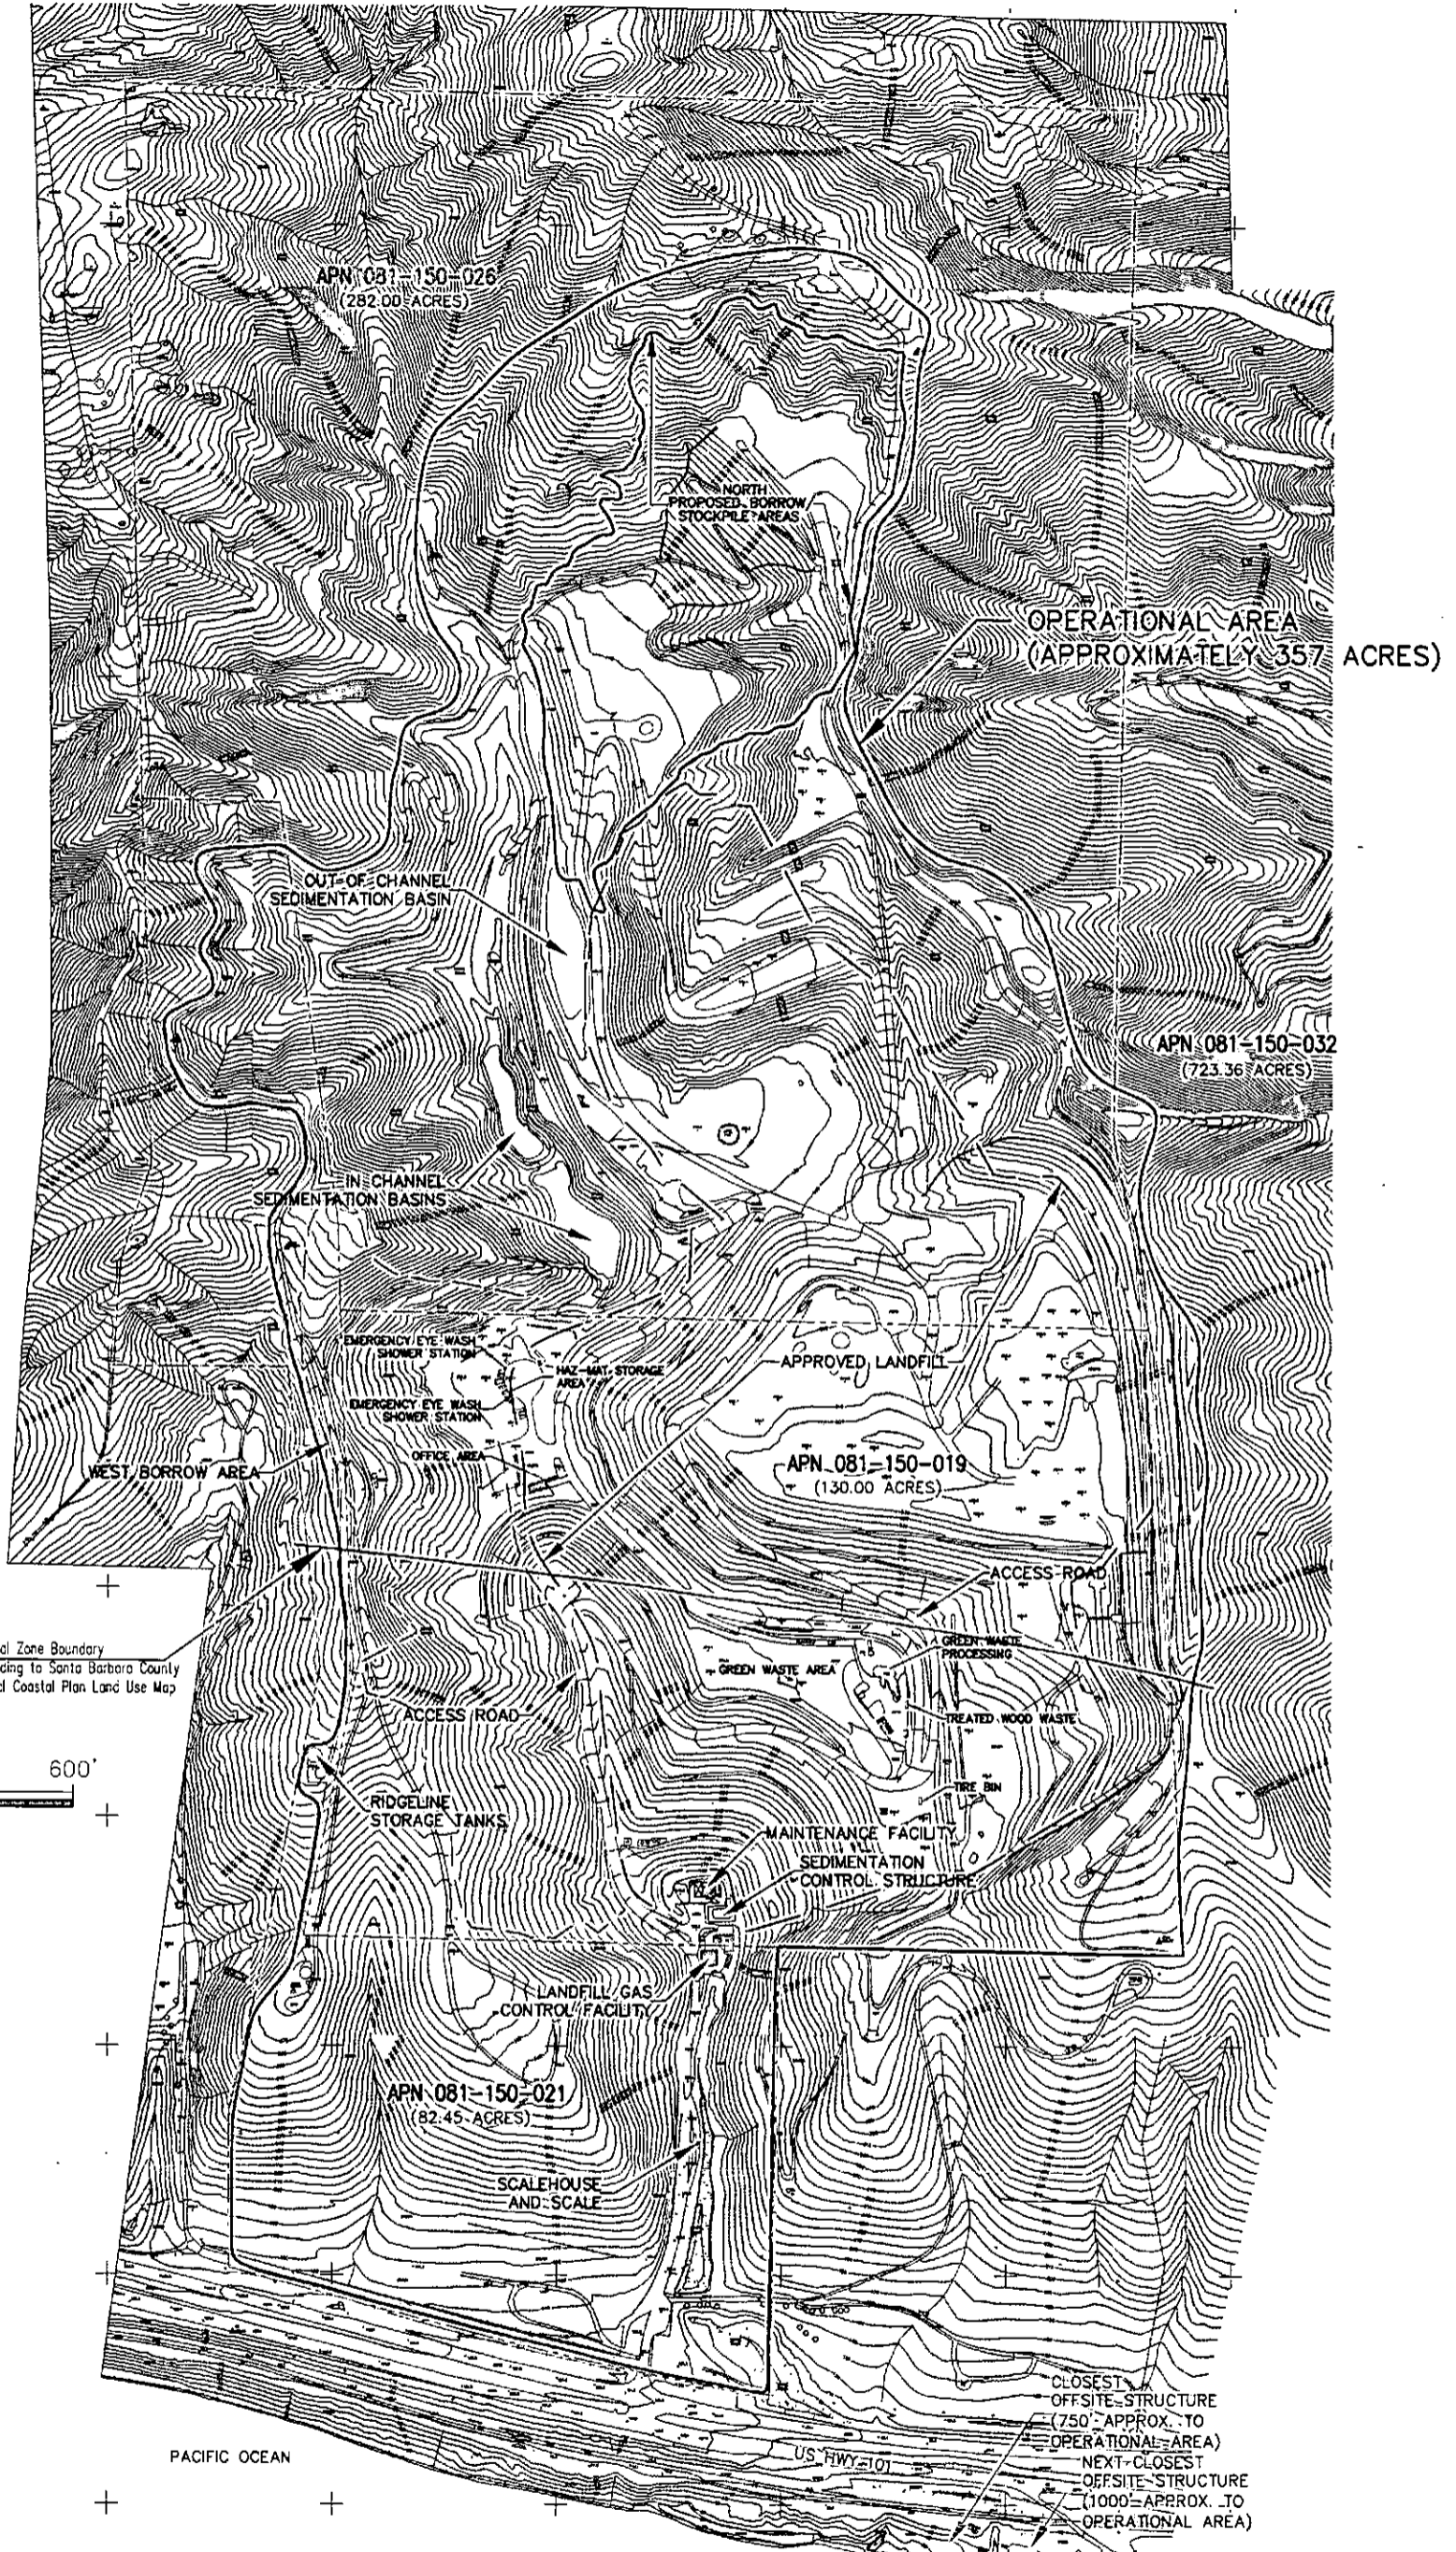 APN 081-150-026
(282.00 ACRES)
NORTH
PROPOSED BORROW
STOCKPILE AREAS
OPERATIONAL AREA
(APPROXIMATELY 357 ACRES)
OUT-OF-CHANNEL
SEDIMENTATION BASIN
APN 081-150-032
(723.36 ACRES)
IN CHANNEL
SEDIMENTATION BASINS
EMERGENCY EYE WASH
SHOWER STATION
HAZ-MAT STORAGE
AREA
APPROVED LANDFILL
EMERGENCY EYE WASH
SHOWER STATION
OFFICE AREA
WEST BORROW AREA
APN 081-150-019
(130.00 ACRES)
ACCESS ROAD
al Zone Boundary
ding to Santa Barbara County
al Coastal Plan Land Use Map
GREEN WASTE
PROCESSING
GREEN WASTE AREA
ACCESS ROAD
TREATED WOOD WASTE
600'
TIRE BIN
RIDGELINE
STORAGE TANKS
MAINTENANCE FACILITY
SEDIMENTATION
CONTROL STRUCTURE
LANDFILL GAS
CONTROL FACILITY
APN 081-150-021
(82.45 ACRES)
SCALEHOUSE
AND SCALE
CLOSEST
OFFSITE STRUCTURE
(750' APPROX. TO
OPERATIONAL AREA)
NEXT CLOSEST
OFFSITE STRUCTURE
(1000' APPROX. TO
OPERATIONAL AREA)
US HWY 101
PACIFIC OCEAN